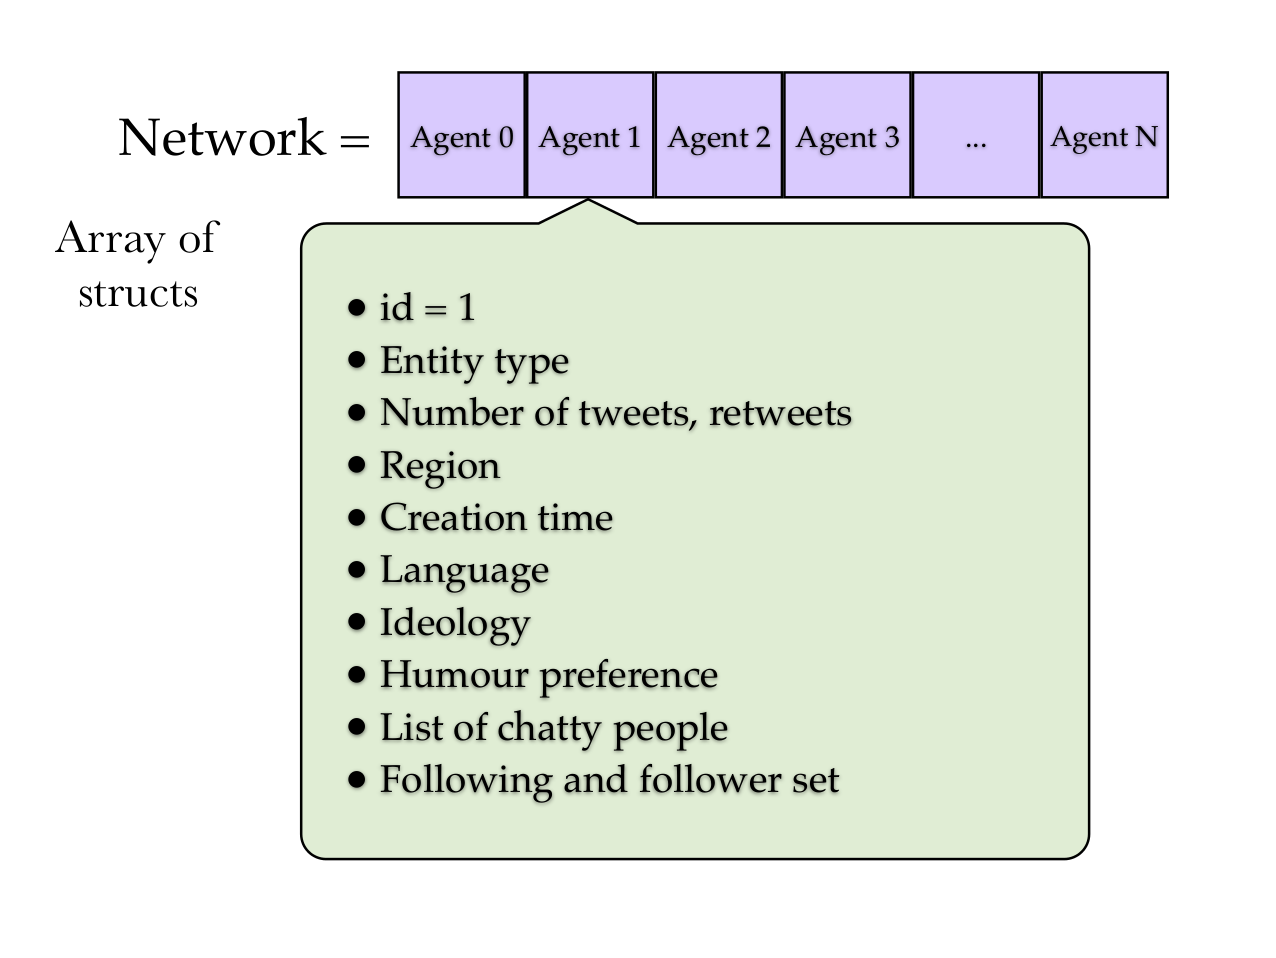 Network = Agent 0 Agent 1 Agent 2 Agent 3 ... Agent N
Array of
structs
• id = 1
• Entity type
• Number of tweets, retweets
• Region
• Creation time
• Language
• Ideology
• Humour preference
• List of chatty people
• Following and follower set